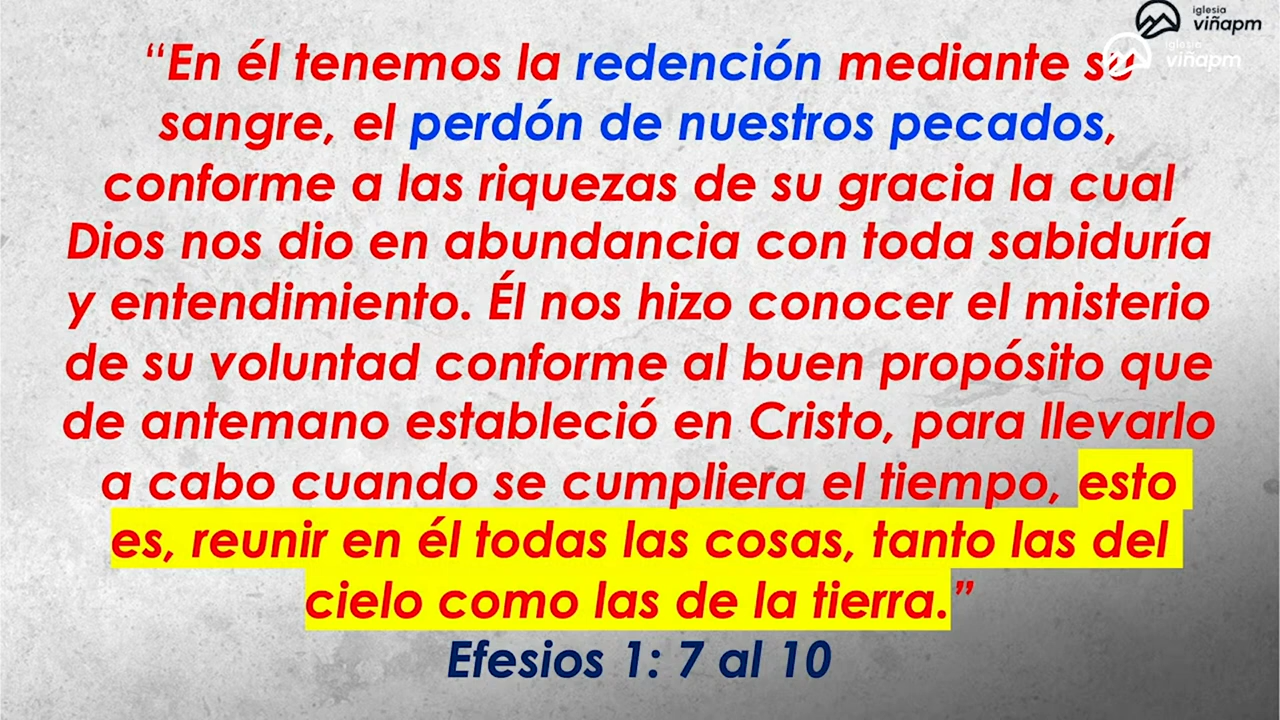 iglesia
viñapm
iglesia
viñapm
“En él tenemos la redención mediante su
sangre, el perdón de nuestros pecados,
conforme a las riquezas de su gracia la cual
Dios nos dio en abundancia con toda sabiduría
y entendimiento. Él nos hizo conocer el misterio
de su voluntad conforme al buen propósito que
de antemano estableció en Cristo, para llevarlo
a cabo cuando se cumpliera el tiempo, esto
es, reunir en él todas las cosas, tanto las del
cielo como las de la tierra.”
Efesios 1: 7 al 10